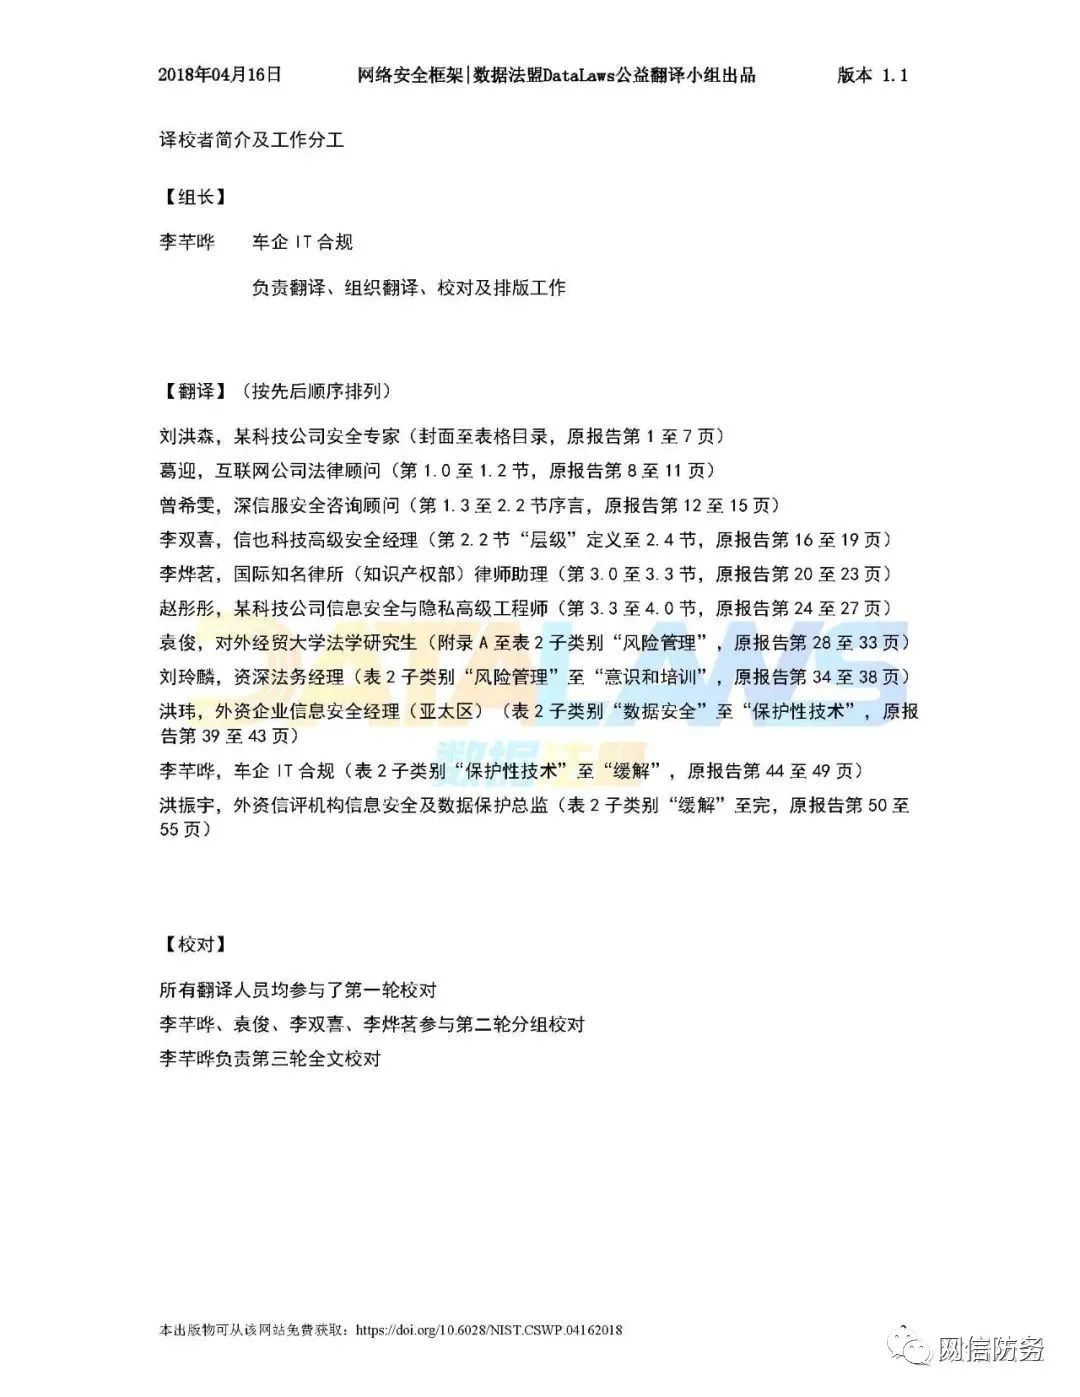 2018年04月16日 网络安全框架|数据法盟DataLaws公益翻译小组出品 版本 1.1
译校者简介及工作分工
【组长】
李芊晔 车企 IT 合规
负责翻译、组织翻译、校对及排版工作
【翻译】（按先后顺序排列）
刘洪森，某科技公司安全专家（封面至表格目录，原报告第 1 至 7 页）
葛迎，互联网公司法律顾问（第 1.0 至 1.2 节，原报告第 8 至 11 页）
曾希雯，深信服安全咨询顾问（第 1.3 至 2.2 节序言，原报告第 12 至 15 页）
李双喜，信也科技高级安全经理（第 2.2 节“层级”定义至 2.4 节，原报告第 16 至 19 页）
李烨茗，国际知名律所（知识产权部）律师助理（第 3.0 至 3.3 节，原报告第 20 至 23 页）
赵彤彤，某科技公司信息安全与隐私高级工程师（第 3.3 至 4.0 节，原报告第 24 至 27 页）
袁俊，对外经贸大学法学研究生（附录 A 至表 2 子类别“风险管理”，原报告第 28 至 33 页）
刘玲麟，资深法务经理（表 2 子类别“风险管理”至“意识和培训”，原报告第 34 至 38 页）
洪玮，外资企业信息安全经理（亚太区）（表 2 子类别“数据安全”至“保护性技术”，原报
告第 39 至 43 页）
DATALAWS
数据法盟
李芊晔，车企 IT 合规（表 2 子类别“保护性技术”至“缓解”，原报告第 44 至 49 页）
洪振宇，外资信评机构信息安全及数据保护总监（表 2 子类别“缓解”至完，原报告第 50 至
55 页）
【校对】
所有翻译人员均参与了第一轮校对
李芊晔、袁俊、李双喜、李烨茗参与第二轮分组校对
李芊晔负责第三轮全文校对
本出版物可从该网站免费获取：https://doi.org/10.6028/NIST.CSWP.04162018
网信防务